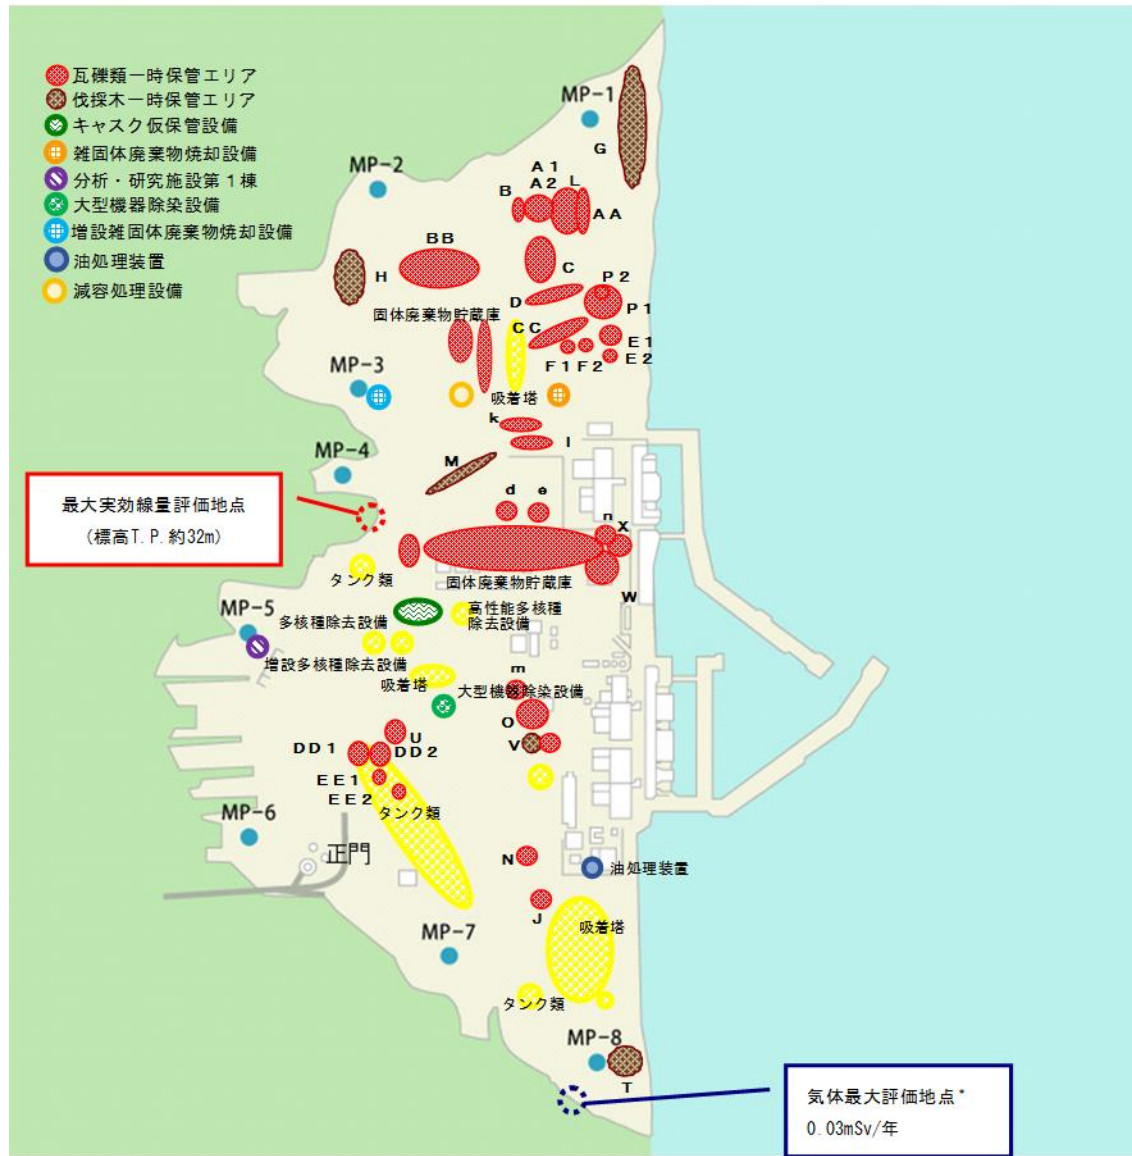 瓦礫類一時保管エリア
伐採木一時保管エリア
キャスク仮保管設備
雑固体廃棄物焼却設備
分析・研究施設第１棟
大型機器除染設備
増設雑固体廃棄物焼却設備
油処理装置
減容処理設備
MP-1
G
MP-2
A1
A2
L
B
AA
BB
H
C
P2
D
P1
固体廃棄物貯蔵庫
CC
E1
E2
F1
F2
MP-3
吸着塔
k
l
MP-4
M
最大実効線量評価地点
(標高T.P.約32m)
d
e
n
X
タンク類
固体廃棄物貯蔵庫
W
MP-5
多核種除去設備
高性能多核種
除去設備
増設多核種除去設備
吸着塔
m
大型機器除染設備
O
U
V
DD1
DD2
EE1
EE2
タンク類
MP-6
正門
N
油処理装置
J
吸着塔
MP-7
タンク類
MP-8
T
気体最大評価地点*
0.03mSv/年